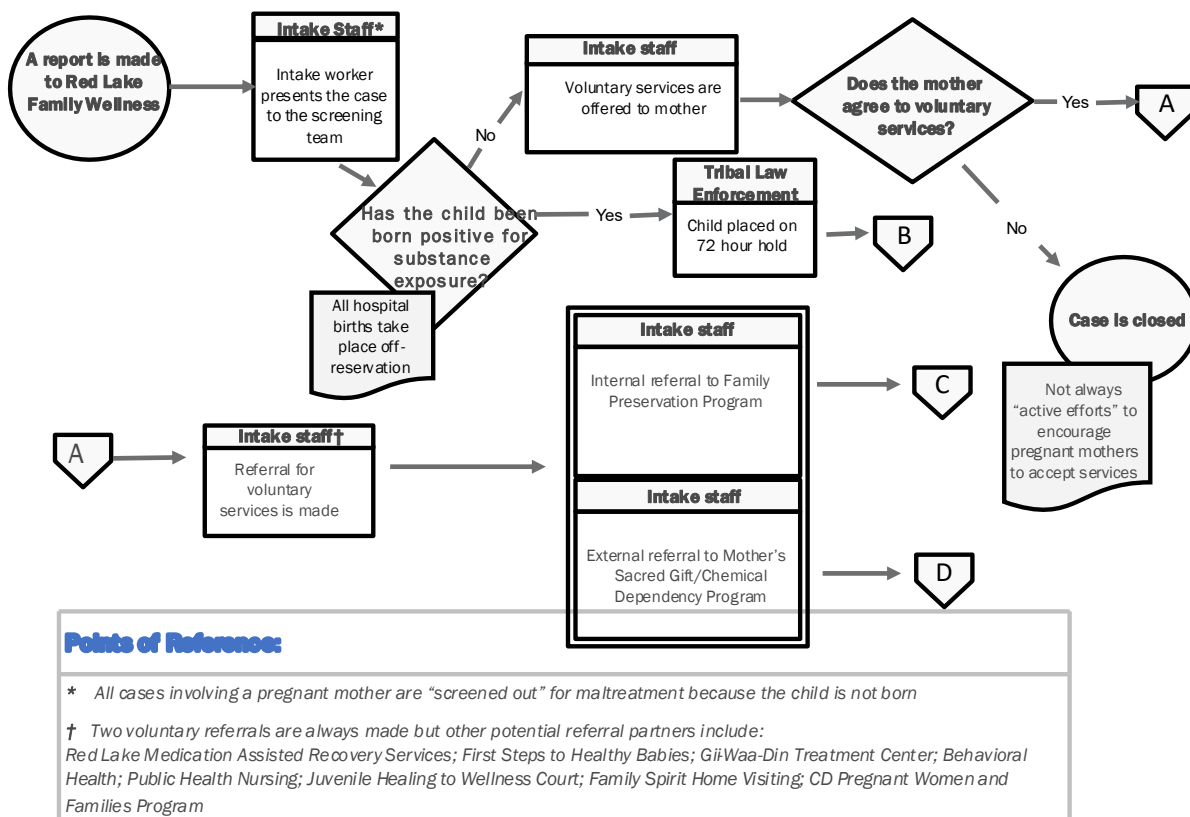 A report is made
to Red Lake
Family Wellness
Intake Staff*
Intake worker
presents the case
to the screening
team
No
Intake staff
Voluntary services are
offered to mother
Does the mother
agree to voluntary
services?
Yes
A
Has the child been
born positive for
substance
exposure?
Yes
Tribal Law
Enforcement
Child placed on
72 hour hold
B
No
Case is closed
All hospital
births take
place off-
reservation
Not always
“active efforts” to
encourage
pregnant mothers
to accept services
A
Intake staff†
Referral for
voluntary
services is made
Intake staff
Internal referral to Family
Preservation Program
C
Intake staff
External referral to Mother’s
Sacred Gift/Chemical
Dependency Program
D
Points of Reference:
* All cases involving a pregnant mother are “screened out” for maltreatment because the child is not born
† Two voluntary referrals are always made but other potential referral partners include:
Red Lake Medication Assisted Recovery Services; First Steps to Healthy Babies; Gii-Waa-Din Treatment Center; Behavioral
Health; Public Health Nursing; Juvenile Healing to Wellness Court; Family Spirit Home Visiting; CD Pregnant Women and
Families Program